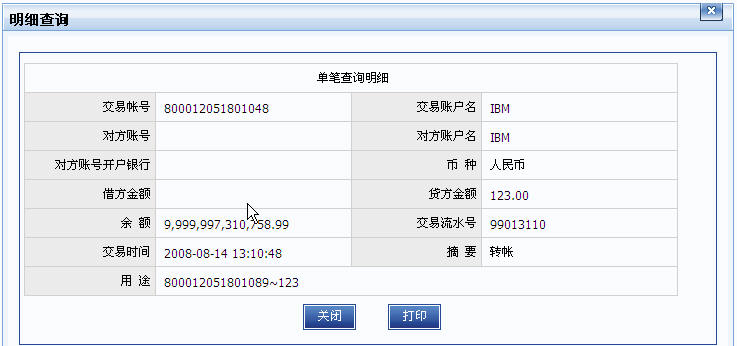 明细查询
单笔查询明细
交易帐号 800012051801048 交易账户名 IBM
对方账号 对方账户名 IBM
对方账号开户银行 币 种 人民币
借方金额 贷方金额 123.00
余 额 9,999,997,310,758.99 交易流水号 99013110
交易时间 2008-08-14 13:10:48 摘 要 转帐
用 途 800012051801089~123
关闭 打印